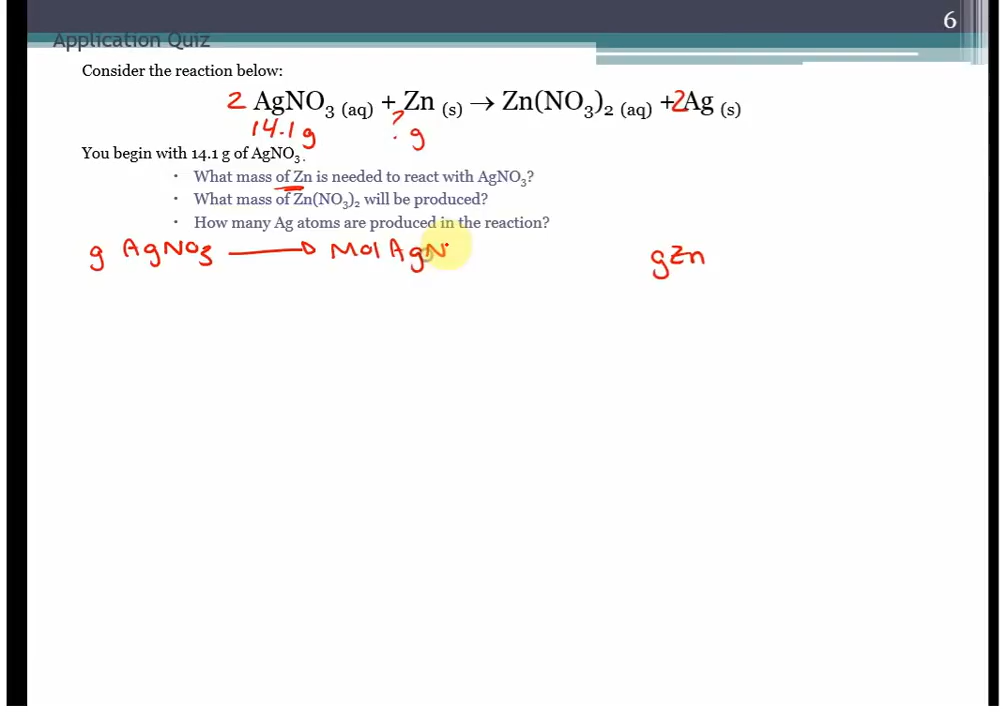 6
Application Quiz
Consider the reaction below:
2 AgNO3 (aq) + Zn (s) → Zn(NO3)2 (aq) + 2 Ag (s)
14.1 g ? g
You begin with 14.1 g of AgNO3.
• What mass of Zn is needed to react with AgNO3?
• What mass of Zn(NO3)2 will be produced?
• How many Ag atoms are produced in the reaction?
g AgNO3 → Mol AgN g Zn